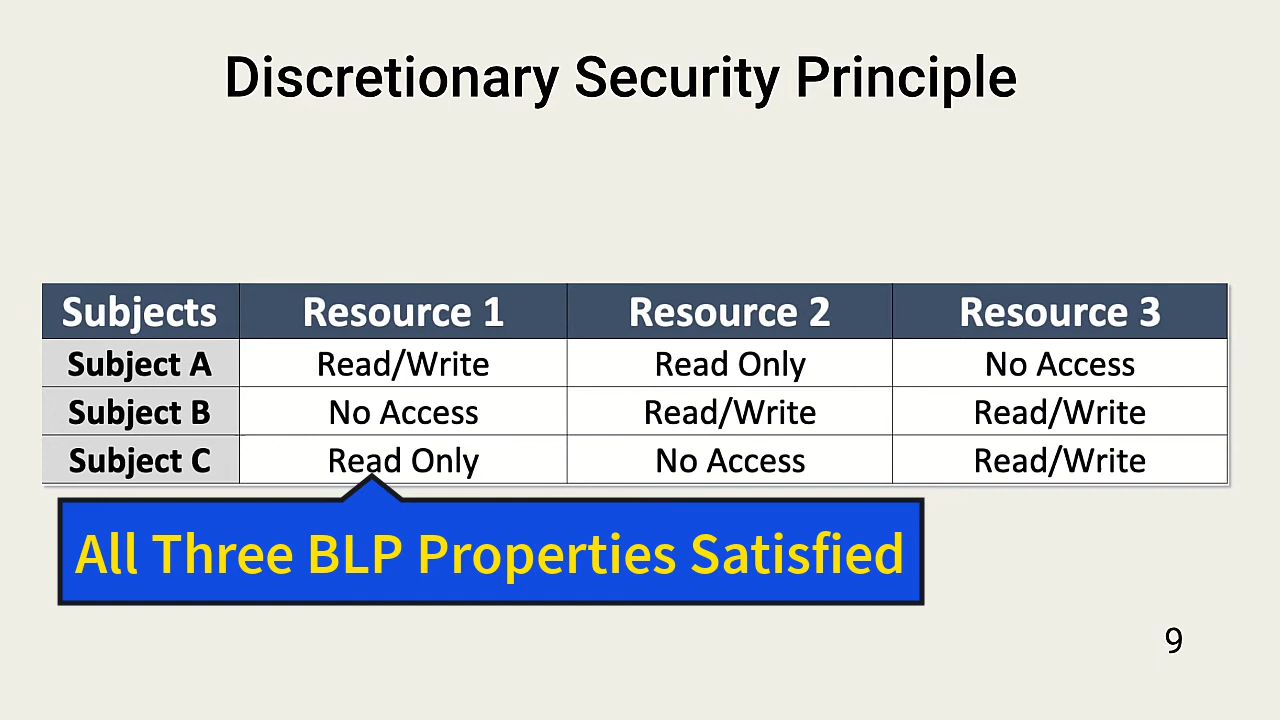 Discretionary Security Principle
Subjects Resource 1 Resource 2 Resource 3
Subject A Read/Write Read Only No Access
Subject B No Access Read/Write Read/Write
Subject C Read Only No Access Read/Write
All Three BLP Properties Satisfied
9